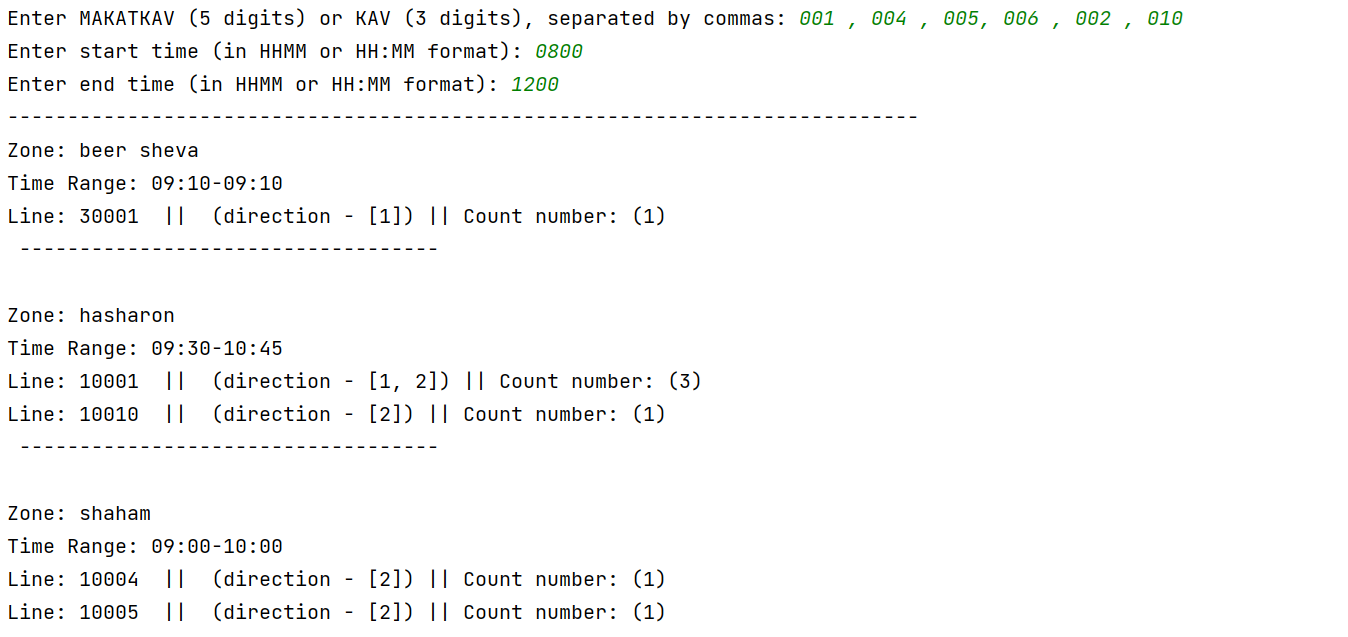 Enter MAKATKAV (5 digits) or KAV (3 digits), separated by commas: 001 , 004 , 005, 006 , 002 , 010
Enter start time (in HHMM or HH:MM format): 0800
Enter end time (in HHMM or HH:MM format): 1200
----------------------------------------------------------------------------
Zone: beer sheva
Time Range: 09:10-09:10
Line: 30001  ||  (direction - [1]) || Count number: (1)
 -----------------------------------
Zone: hasharon
Time Range: 09:30-10:45
Line: 10001  ||  (direction - [1, 2]) || Count number: (3)
Line: 10010  ||  (direction - [2]) || Count number: (1)
 -----------------------------------
Zone: shaham
Time Range: 09:00-10:00
Line: 10004  ||  (direction - [2]) || Count number: (1)
Line: 10005  ||  (direction - [2]) || Count number: (1)